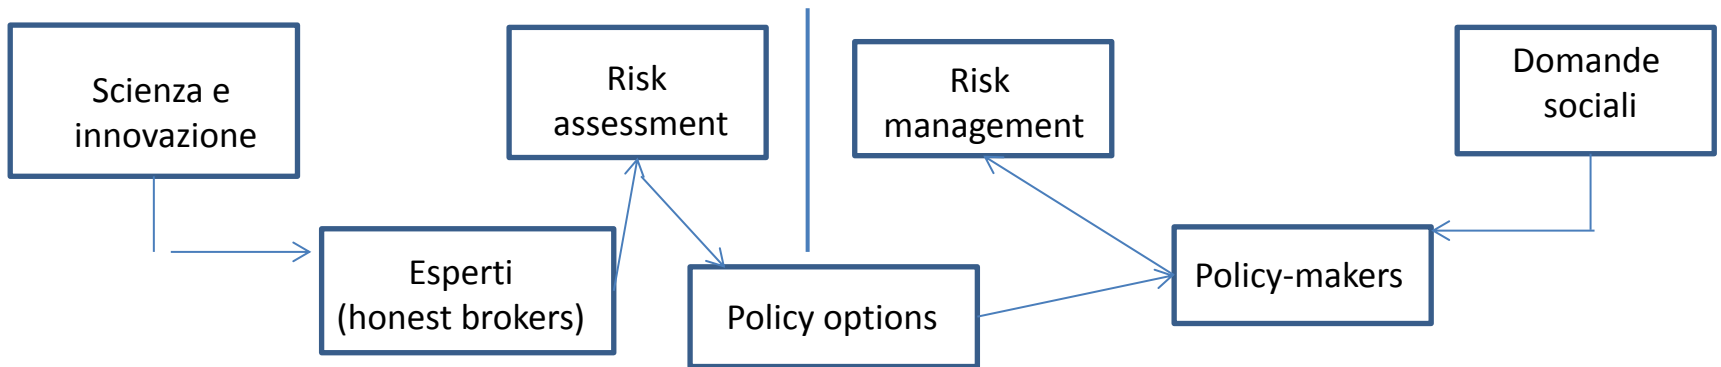 Scienza e
innovazione
Esperti
(honest brokers)
Risk
assessment
Policy options
Risk
management
Policy-makers
Domande
sociali